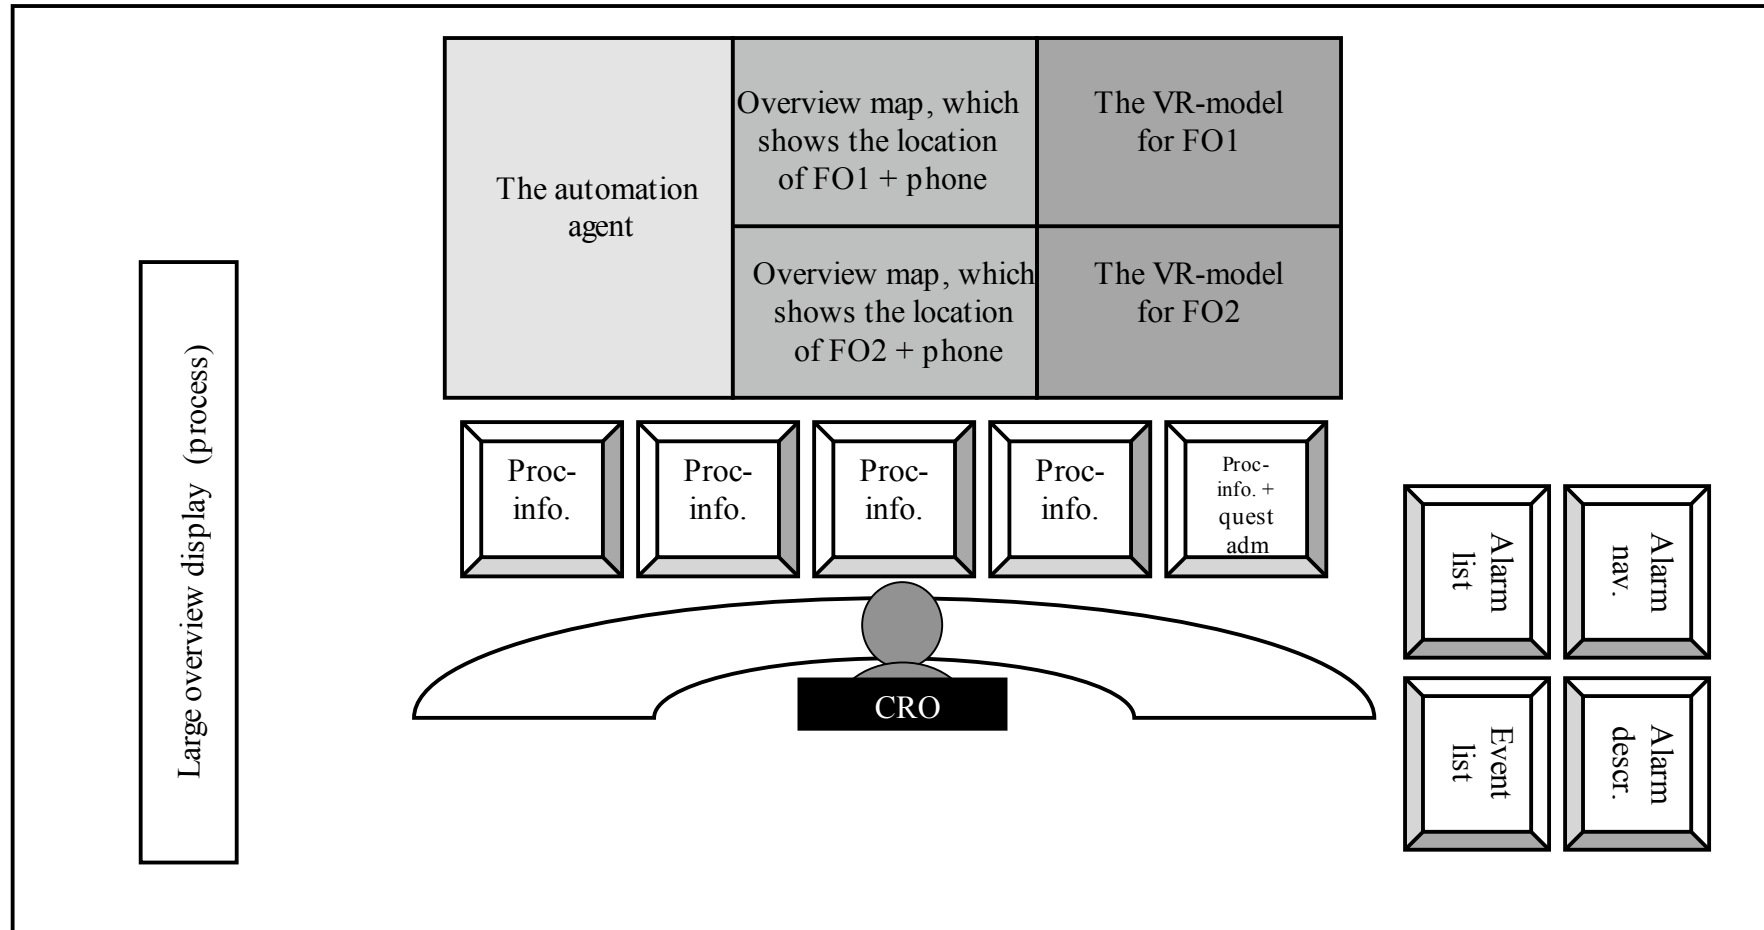 The automation
agent
Overview map, which
shows the location
of FO1 + phone
The VR-model
for FO1
Overview map, which
shows the location
of FO2 + phone
The VR-model
for FO2
Large overview display (process)
Proc-
info.
Proc-
info.
Proc-
info.
Proc-
info.
Proc-
info. +
quest
adm
Alarm
list
Alarm
nav.
Event
list
Alarm
descr.
CRO